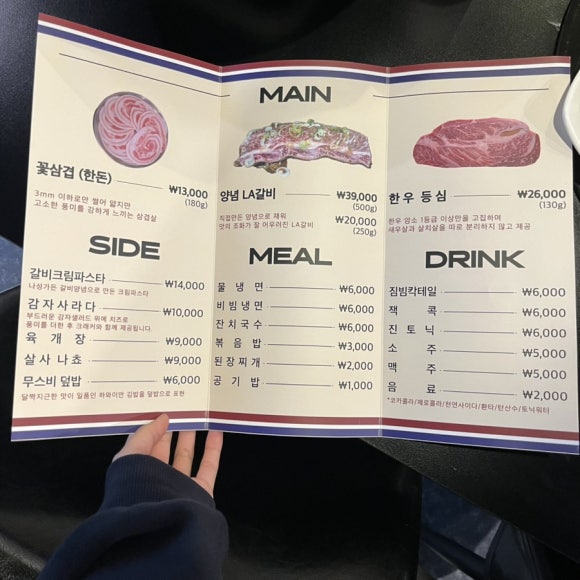 MAIN
꽃삼겹 (한돈) ₩13,000
(180g)
3mm 이하로만 썰어 얇지만
고소한 풍미를 강하게 느끼는 삼겹살
양념 LA갈비 ₩39,000
(500g)
직접만든 양념으로 재워
맛의 조화가 잘 어우러진 LA갈비
₩20,000
(250g)
한우 등심 ₩26,000
(130g)
한우 암소 1등급 이상만을 고집하며
새우살과 살치살을 따로 분리하지 않고 제공
SIDE
갈비크림파스타 ₩14,000
나성가든 갈비양념으로 만든 크림파스타
감자사라다 ₩10,000
부드러운 감자샐러드 위에 치즈로
풍미를 더한 후 크래커와 함께 제공됩니다.
육개장 ₩9,000
살사나쵸 ₩9,000
무스비 덮밥 ₩6,000
달짝지근한 맛이 일품인 하와이안 김밥을 덮밥으로 표현
MEAL
물냉면 ₩6,000
비빔냉면 ₩6,000
잔치국수 ₩6,000
볶음밥 ₩3,000
된장찌개 ₩2,000
공기밥 ₩1,000
DRINK
짐빔칵테일 ₩6,000
잭콕 ₩6,000
진토닉 ₩6,000
소주 ₩5,000
맥주 ₩5,000
음료 ₩2,000
*코카콜라/제로콜라/천연사이다/환타/탄산수/토닉워터